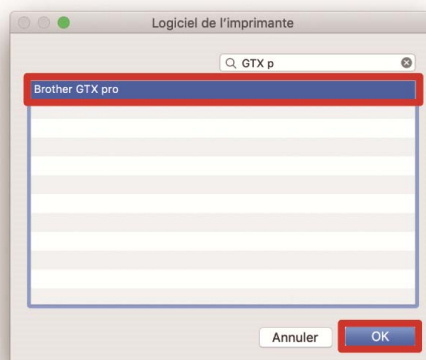 Logiciel de l'imprimante
GTX p
Brother GTX pro
Annuler
OK